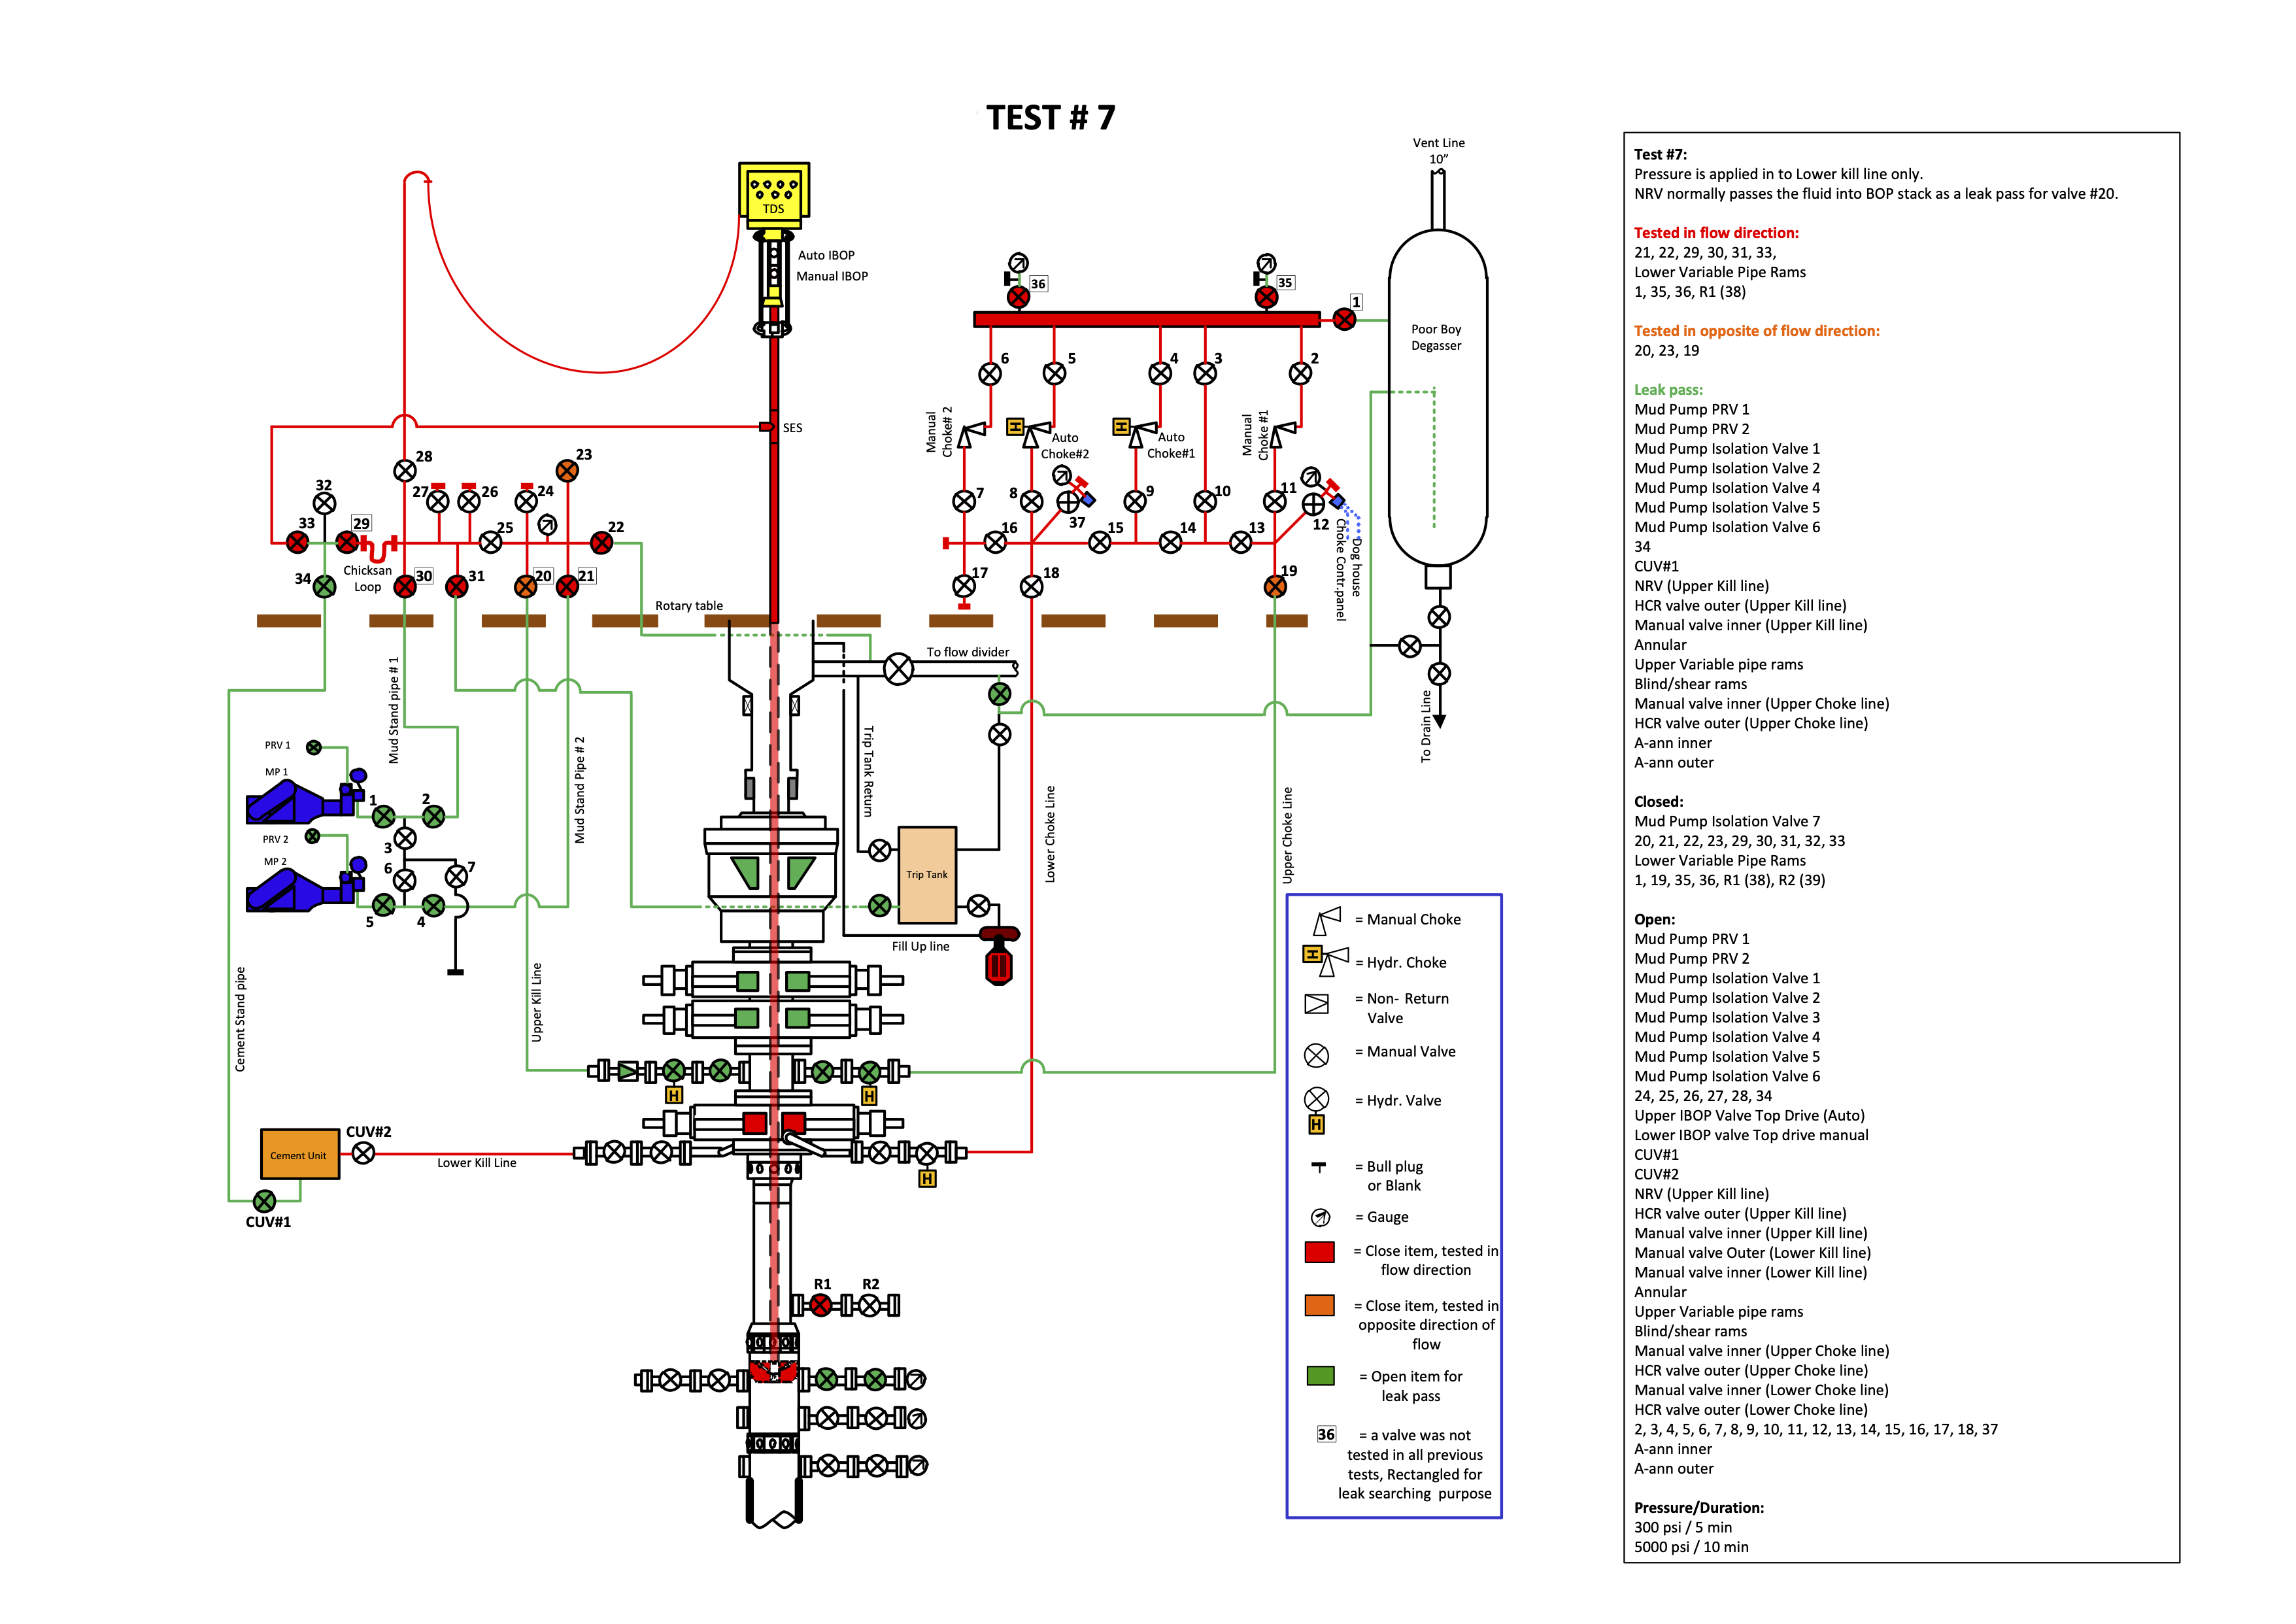 TEST # 7
Vent Line
10”
TDS
Auto IBOP
Manual IBOP
36
35
1
Poor Boy
Degasser
6
5
4
3
2
Manual
Choke# 2
H
Auto
Choke#2
H
Auto
Choke#1
Manual
Choke #1
SES
28
23
32
27
26
24
33
29
25
22
7
8
37
9
10
11
12
16
15
14
13
Choke Contr.panel
Dog house
34
Chicksan
Loop
30
31
20
21
17
18
19
Rotary table
To flow divider
Mud Stand pipe # 1
Mud Stand Pipe # 2
Trip Tank Return
To Drain Line
PRV 1
MP 1
1
2
PRV 2
3
MP 2
6
7
5
4
Trip Tank
Fill Up line
Lower Choke Line
Upper Choke Line
Cement Stand pipe
Upper Kill Line
H
H
CUV#2
Cement Unit
Lower Kill Line
H
CUV#1
R1
R2
= Manual Choke
H
= Hydr. Choke
= Non- Return
Valve
= Manual Valve
= Hydr. Valve
H
= Bull plug
or Blank
= Gauge
= Close item, tested in
flow direction
= Close item, tested in
opposite direction of
flow
= Open item for
leak pass
36 = a valve was not
tested in all previous
tests, Rectangled for
leak searching purpose
Test #7:
Pressure is applied in to Lower kill line only.
NRV normally passes the fluid into BOP stack as a leak pass for valve #20.
Tested in flow direction:
21, 22, 29, 30, 31, 33,
Lower Variable Pipe Rams
1, 35, 36, R1 (38)
Tested in opposite of flow direction:
20, 23, 19
Leak pass:
Mud Pump PRV 1
Mud Pump PRV 2
Mud Pump Isolation Valve 1
Mud Pump Isolation Valve 2
Mud Pump Isolation Valve 4
Mud Pump Isolation Valve 5
Mud Pump Isolation Valve 6
34
CUV#1
NRV (Upper Kill line)
HCR valve outer (Upper Kill line)
Manual valve inner (Upper Kill line)
Annular
Upper Variable pipe rams
Blind/shear rams
Manual valve inner (Upper Choke line)
HCR valve outer (Upper Choke line)
A-ann inner
A-ann outer
Closed:
Mud Pump Isolation Valve 7
20, 21, 22, 23, 29, 30, 31, 32, 33
Lower Variable Pipe Rams
1, 19, 35, 36, R1 (38), R2 (39)
Open:
Mud Pump PRV 1
Mud Pump PRV 2
Mud Pump Isolation Valve 1
Mud Pump Isolation Valve 2
Mud Pump Isolation Valve 3
Mud Pump Isolation Valve 4
Mud Pump Isolation Valve 5
Mud Pump Isolation Valve 6
24, 25, 26, 27, 28, 34
Upper IBOP Valve Top Drive (Auto)
Lower IBOP valve Top drive manual
CUV#1
CUV#2
NRV (Upper Kill line)
HCR valve outer (Upper Kill line)
Manual valve inner (Upper Kill line)
Manual valve Outer (Lower Kill line)
Manual valve inner (Lower Kill line)
Annular
Upper Variable pipe rams
Blind/shear rams
Manual valve inner (Upper Choke line)
HCR valve outer (Upper Choke line)
Manual valve inner (Lower Choke line)
HCR valve outer (Lower Choke line)
2, 3, 4, 5, 6, 7, 8, 9, 10, 11, 12, 13, 14, 15, 16, 17, 18, 37
A-ann inner
A-ann outer
Pressure/Duration:
300 psi / 5 min
5000 psi / 10 min